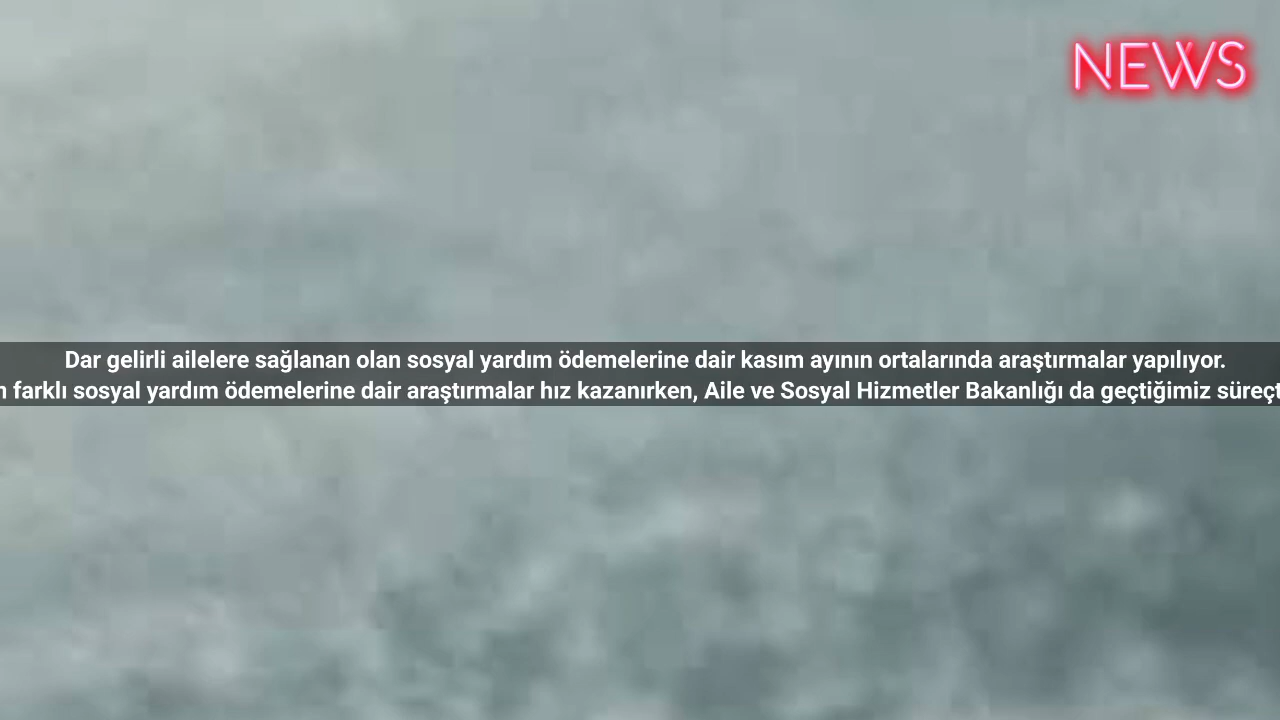 NEWS
Dar gelirli ailelere sağlanan olan sosyal yardım ödemelerine dair kasım ayının ortalarında araştırmalar yapılıyor.
farklı sosyal yardım ödemelerine dair araştırmalar hız kazanırken, Aile ve Sosyal Hizmetler Bakanlığı da geçtiğimiz